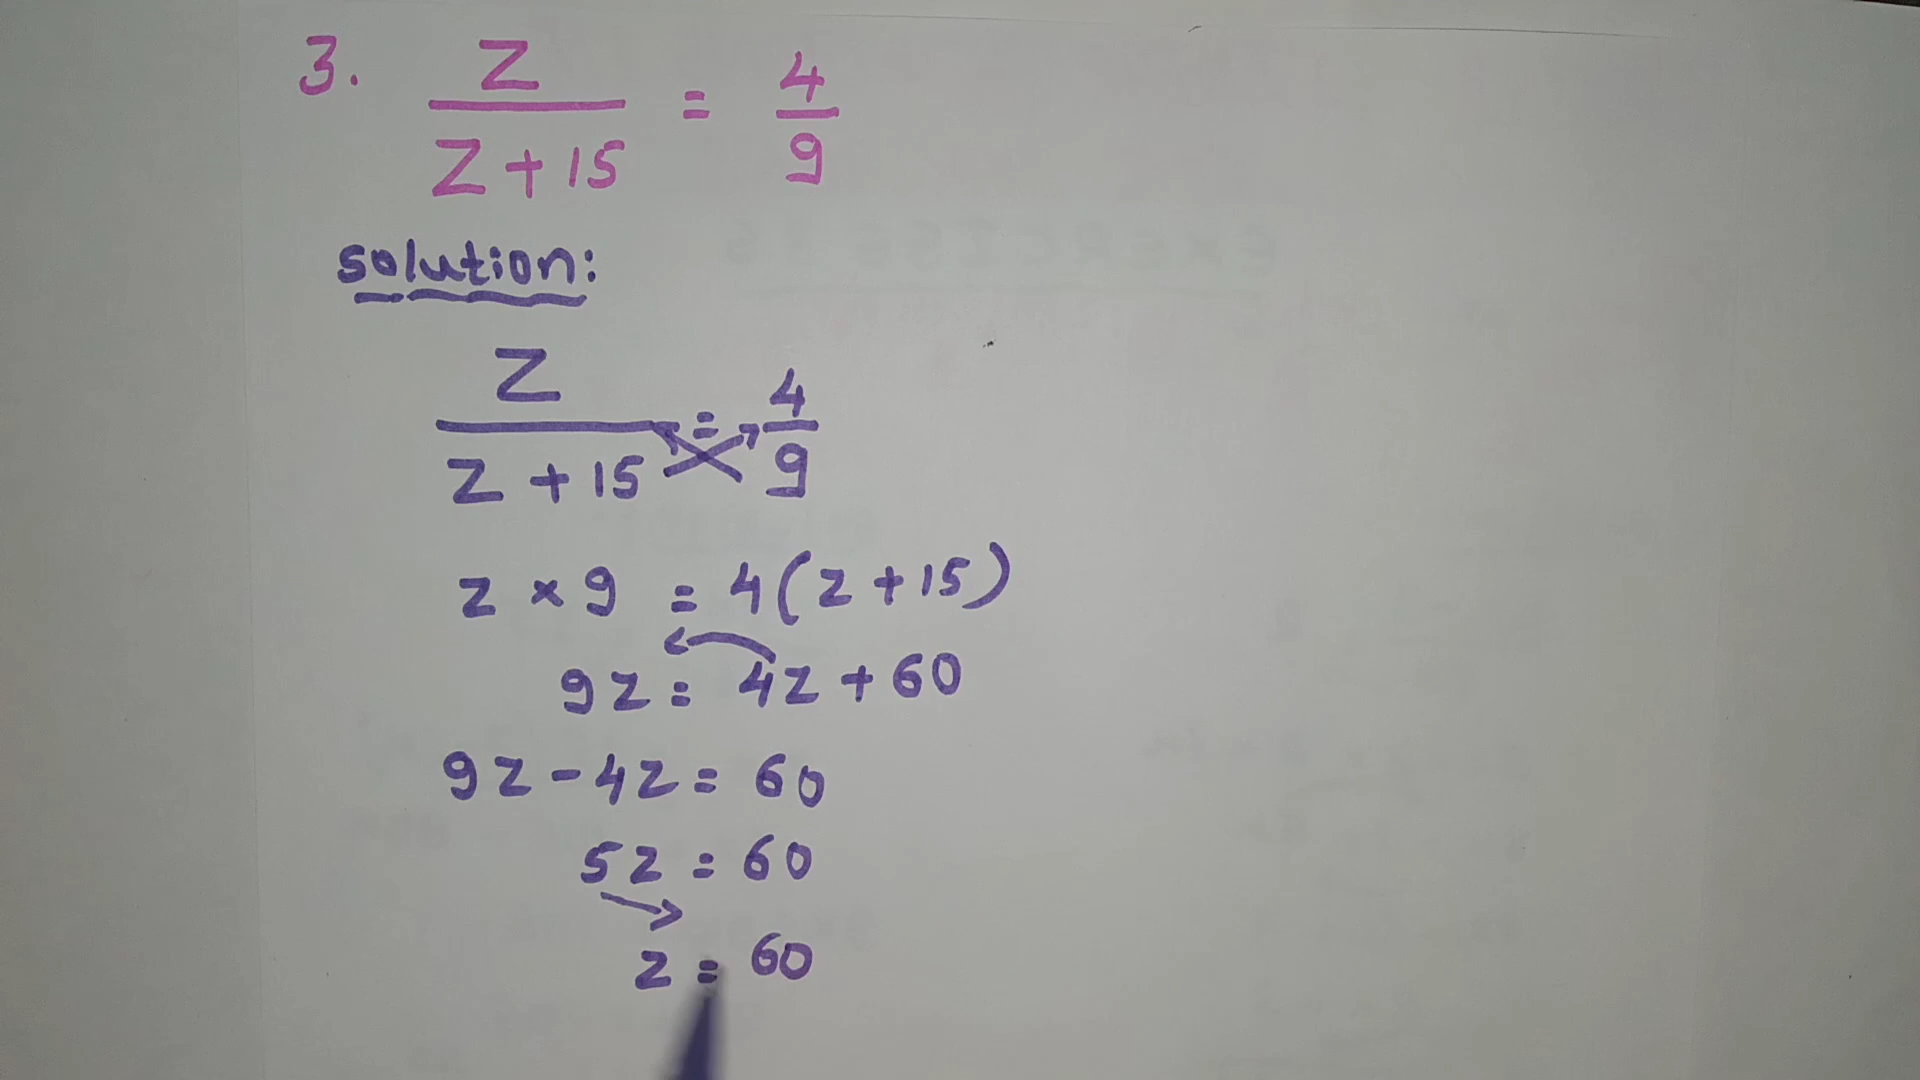 3. z/(z+15) = 4/9
solution:
z/(z+15) = 4/9
z × 9 = 4(z+15)
9z = 4z+60
9z-4z = 60
5z = 60
z = 60